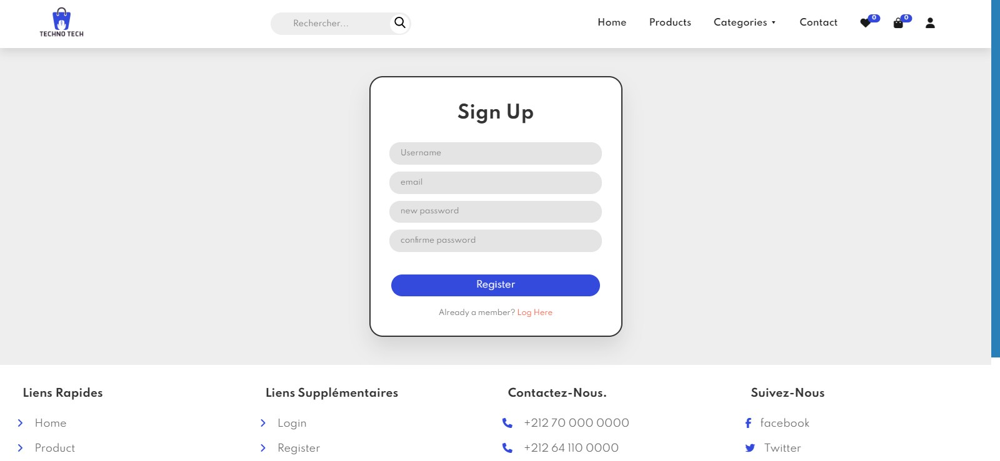 TECHNO TECH
Rechercher...
Home Products Categories ▼ Contact 0 0
Sign Up
Username
email
new password
confirme password
Register
Already a member? Log Here
Liens Rapides
Home
Product
Liens Supplémentaires
Login
Register
Contactez-Nous.
+212 70 000 0000
+212 64 110 0000
Suivez-Nous
facebook
Twitter